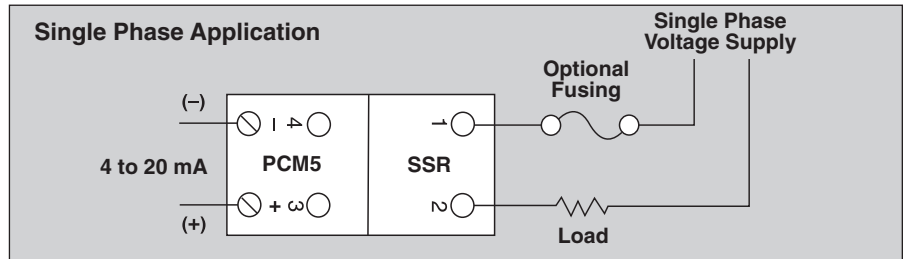 Single Phase Application
Single Phase
Voltage Supply
Optional
Fusing
(–)
– 4
1
4 to 20 mA
PCM5
SSR
+ 3
2
(+)
Load